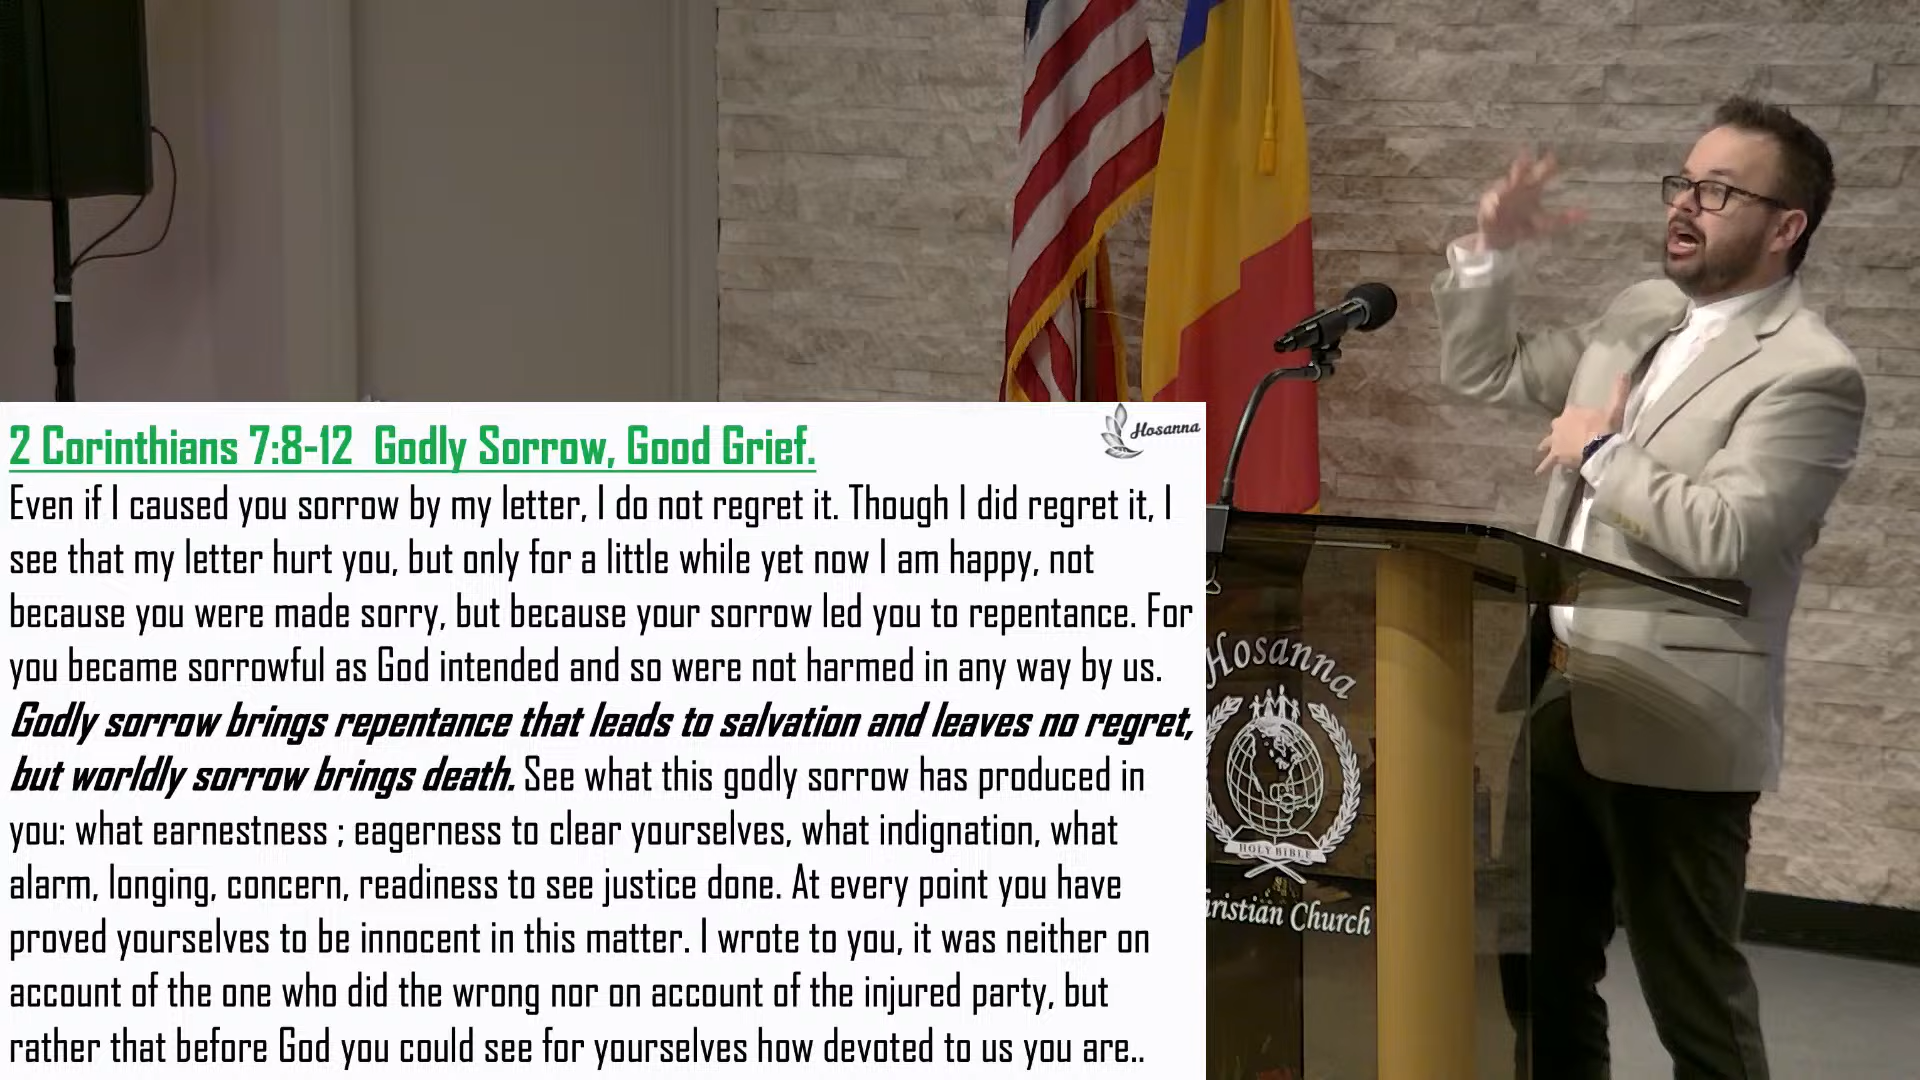 2 Corinthians 7:8-12 Godly Sorrow, Good Grief.
Hosanna
Even if I caused you sorrow by my letter, I do not regret it. Though I did regret it, I
see that my letter hurt you, but only for a little while yet now I am happy, not
because you were made sorry, but because your sorrow led you to repentance. For
you became sorrowful as God intended and so were not harmed in any way by us.
Godly sorrow brings repentance that leads to salvation and leaves no regret,
but worldly sorrow brings death. See what this godly sorrow has produced in
you: what earnestness ; eagerness to clear yourselves, what indignation, what
alarm, longing, concern, readiness to see justice done. At every point you have
proved yourselves to be innocent in this matter. I wrote to you, it was neither on
account of the one who did the wrong nor on account of the injured party, but
rather that before God you could see for yourselves how devoted to us you are..
Hosanna
HOLY BIBLE
hristian Church